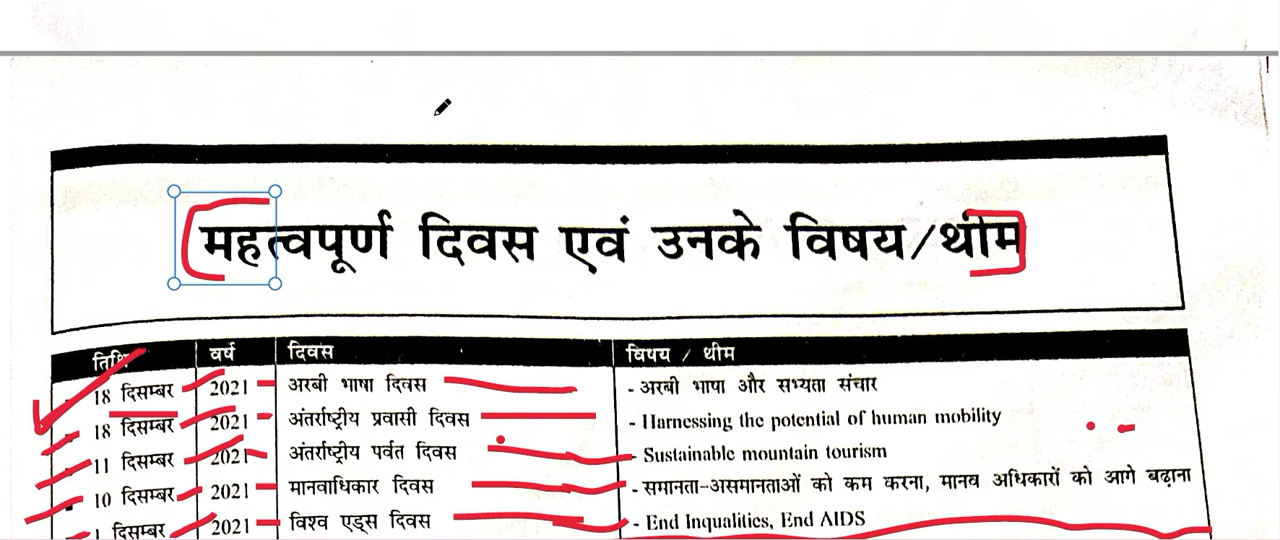 महत्वपूर्ण दिवस एवं उनके विषय/थीम
तिथि वर्ष दिवस विषय / थीम
18 दिसम्बर 2021 अरबी भाषा दिवस - अरबी भाषा और सभ्यता संचार
18 दिसम्बर 2021 अंतर्राष्ट्रीय प्रवासी दिवस - Harnessing the potential of human mobility
11 दिसम्बर 2021 अंतर्राष्ट्रीय पर्वत दिवस - Sustainable mountain tourism
10 दिसम्बर 2021 मानवाधिकार दिवस - समानता-असमानताओं को कम करना, मानव अधिकारों को आगे बढ़ाना
1 दिसम्बर 2021 विश्व एड्स दिवस - End Inqualities, End AIDS